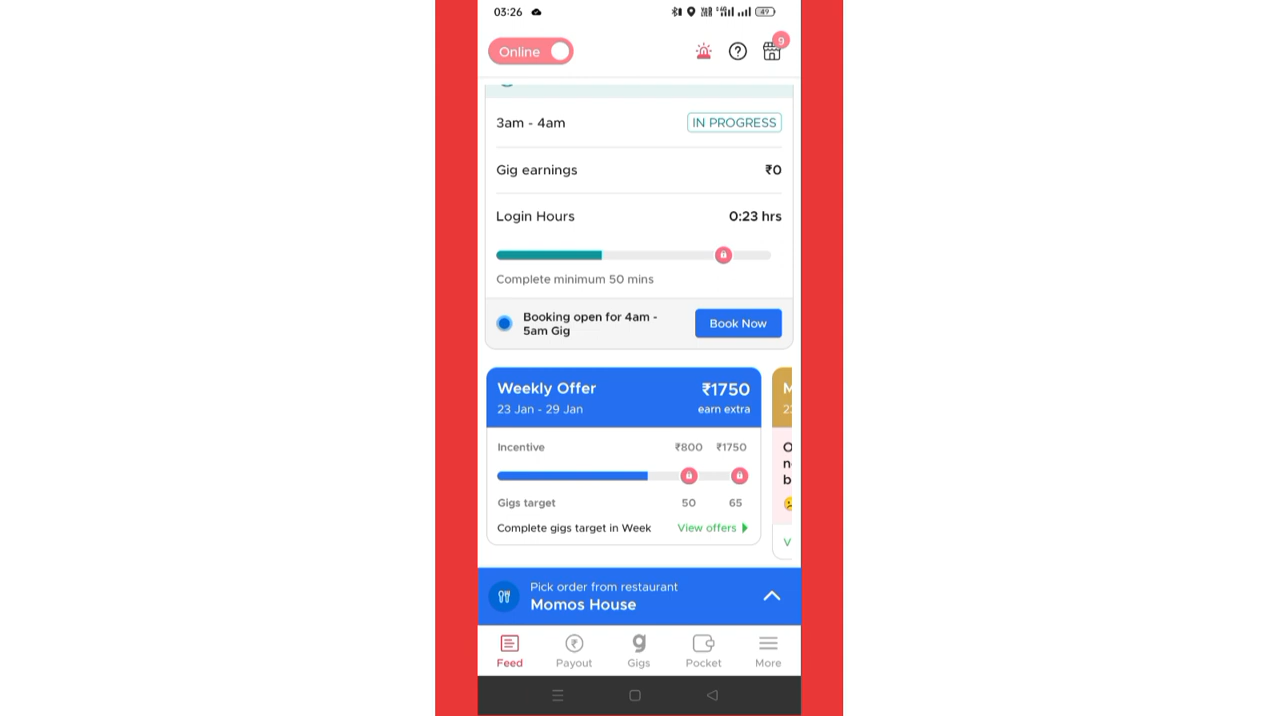 03:26
49
Online
9
3am - 4am
IN PROGRESS
Gig earnings
₹0
Login Hours
0:23 hrs
Complete minimum 50 mins
Booking open for 4am -
5am Gig
Book Now
Weekly Offer
₹1750
23 Jan - 29 Jan
earn extra
Incentive
₹800
₹1750
Gigs target
50
65
Complete gigs target in Week
View offers
M
2
O
n
b
V
Pick order from restaurant
Momos House
Feed
Payout
Gigs
Pocket
More